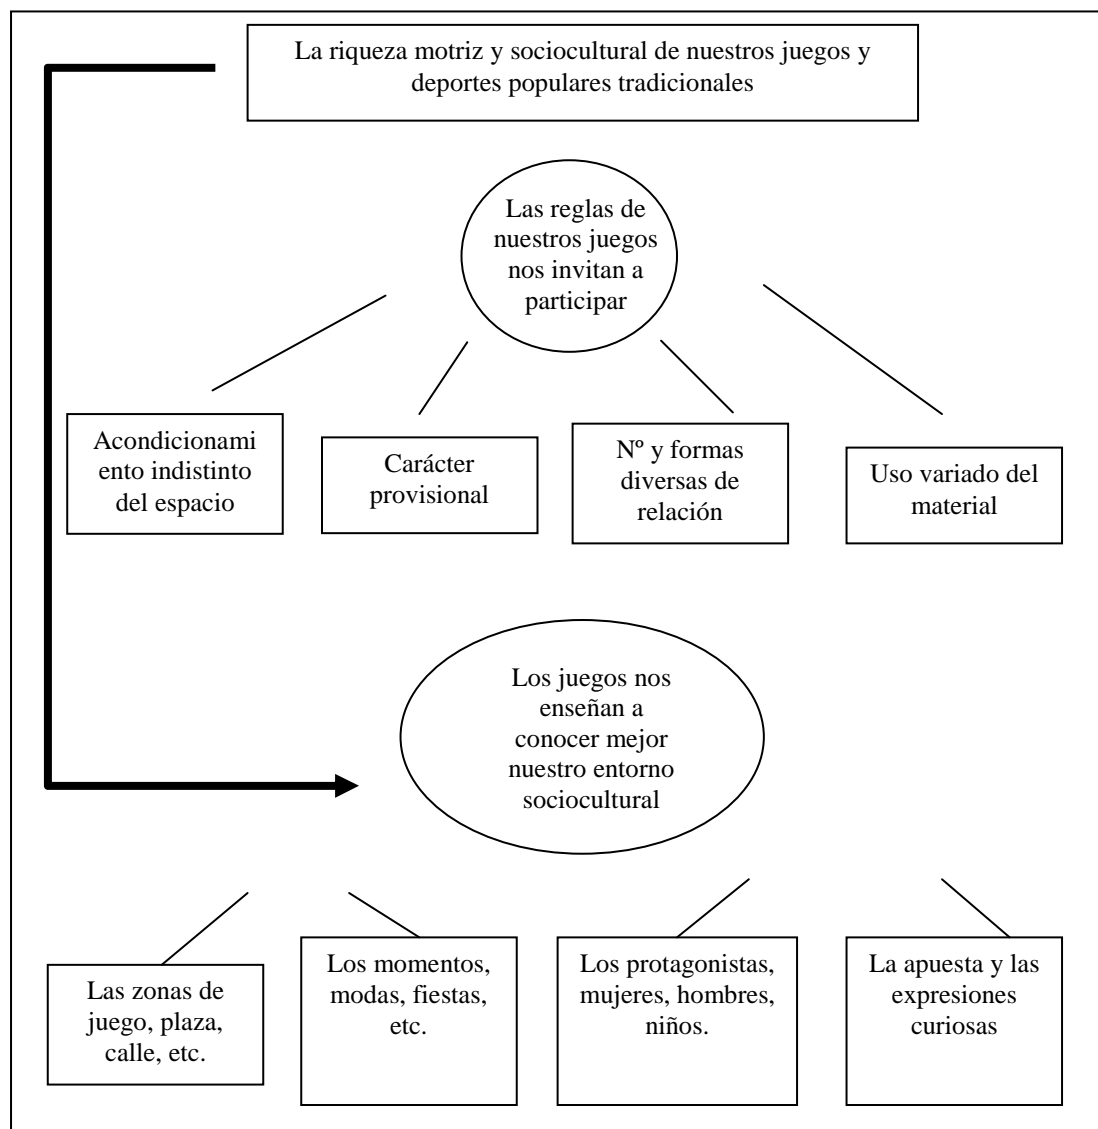 La riqueza motriz y sociocultural de nuestros juegos y
deportes populares tradicionales
Las reglas de
nuestros juegos
nos invitan a
participar
Acondicionami
ento indistinto
del espacio
Carácter
provisional
Nº y formas
diversas de
relación
Uso variado del
material
Los juegos nos
enseñan a
conocer mejor
nuestro entorno
sociocultural
Las zonas de
juego, plaza,
calle, etc.
Los momentos,
modas, fiestas,
etc.
Los protagonistas,
mujeres, hombres,
niños.
La apuesta y las
expresiones
curiosas